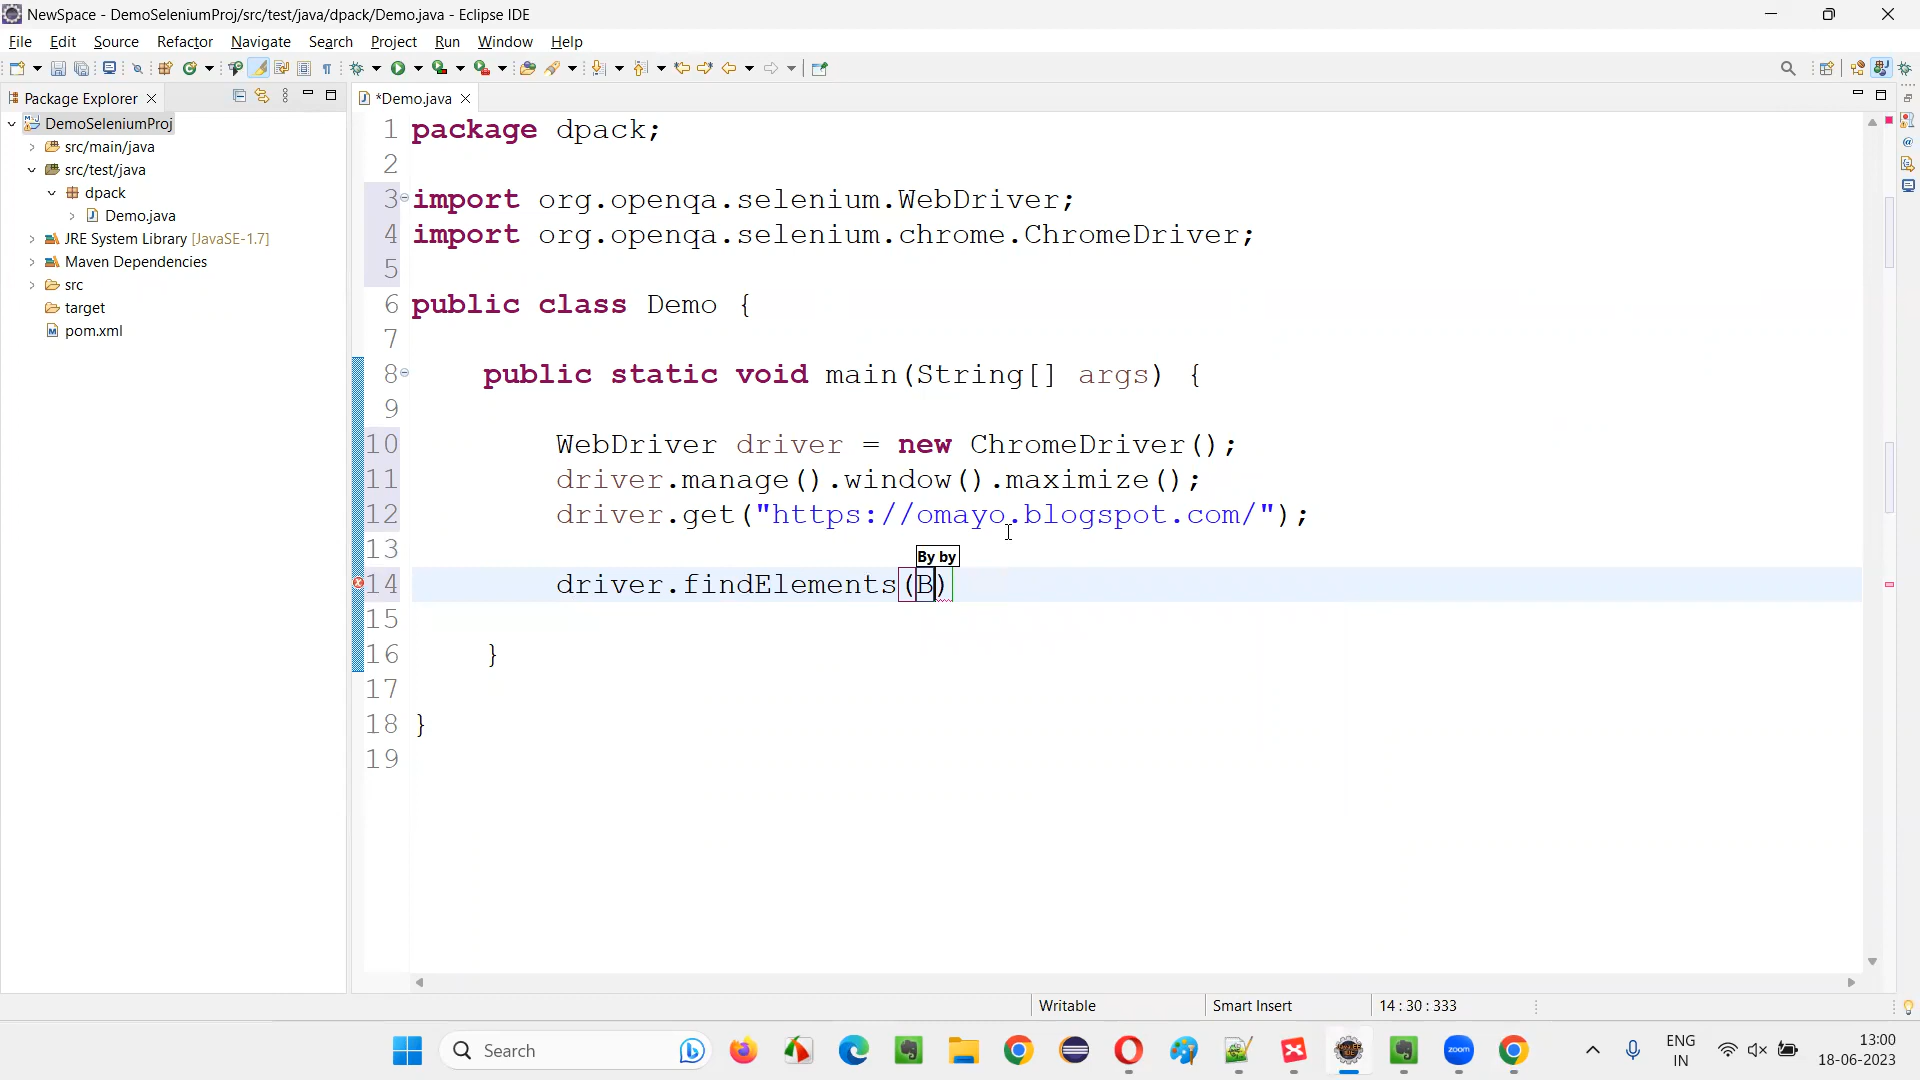 NewSpace - DemoSeleniumProj/src/test/java/dpack/Demo.java - Eclipse IDE
File Edit Source Refactor Navigate Search Project Run Window Help
Package Explorer
*Demo.java
DemoSeleniumProj
src/main/java
src/test/java
dpack
Demo.java
JRE System Library [JavaSE-1.7]
Maven Dependencies
src
target
pom.xml
1 package dpack;
2
3 import org.openqa.selenium.WebDriver;
4 import org.openqa.selenium.chrome.ChromeDriver;
5
6 public class Demo {
7
8 public static void main(String[] args) {
9
10 WebDriver driver = new ChromeDriver();
11 driver.manage().window().maximize();
12 driver.get("https://omayo.blogspot.com/");
13
By by
14 driver.findElements(B)
15
16 }
17
18 }
19
Writable Smart Insert 14 : 30 : 333
Search
zoom
ENG
IN
13:00
18-06-2023